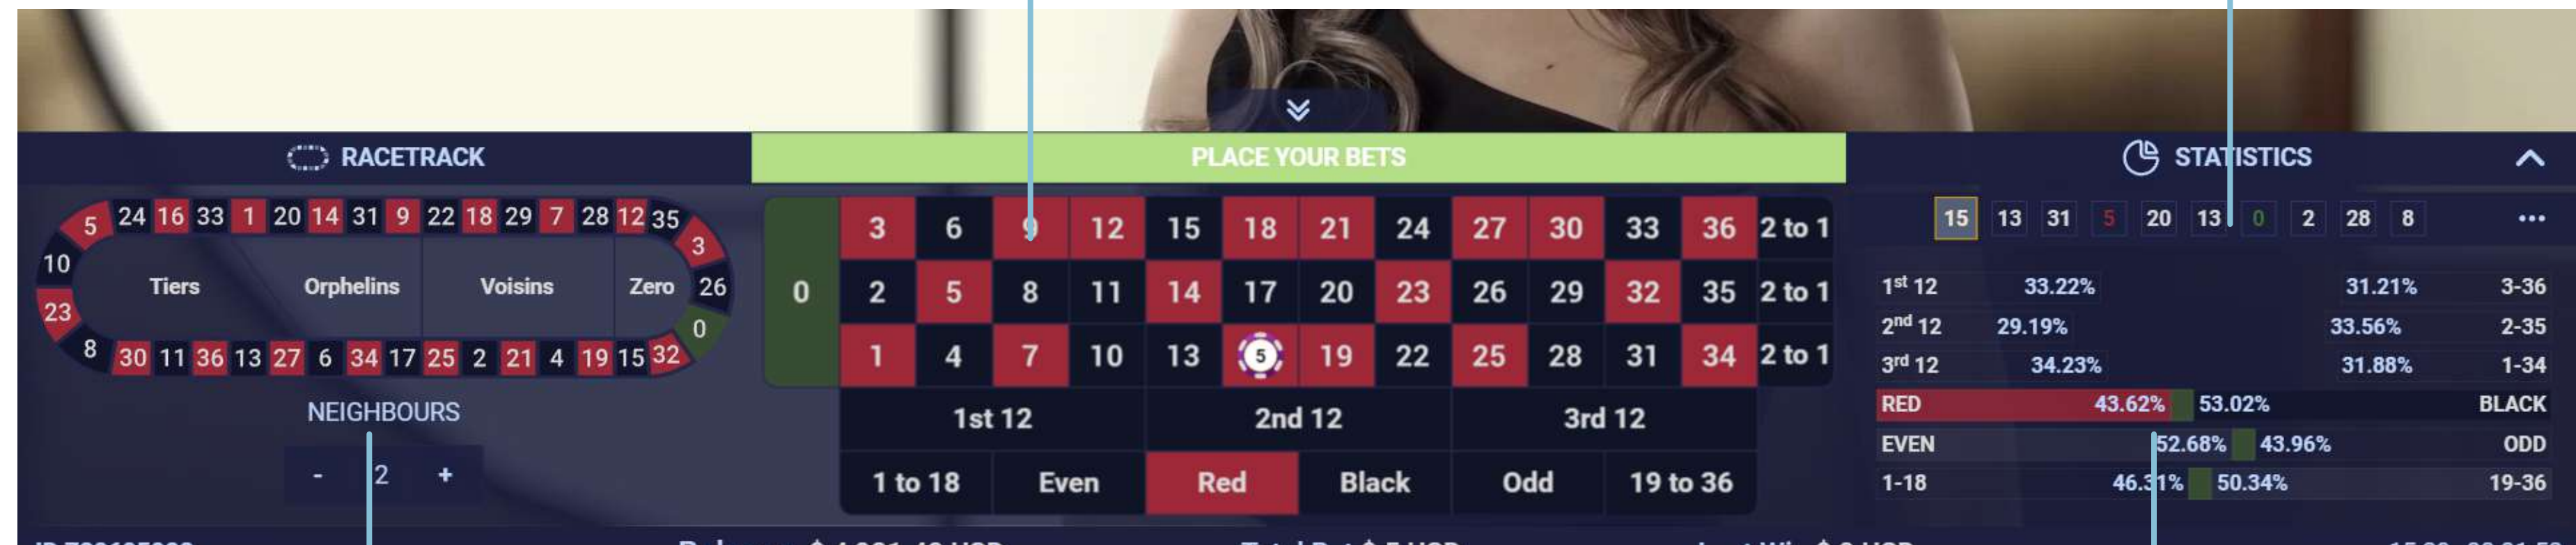 RACETRACK
5 24 16 33 1 20 14 31 9 22 18 29 7 28 12 35 3
10 Tiers Orphelins Voisins Zero 26
23 0
8 30 11 36 13 27 6 34 17 25 2 21 4 19 15 32
NEIGHBOURS
- 2 +
PLACE YOUR BETS
3 6 9 12 15 18 21 24 27 30 33 36 2 to 1
0 2 5 8 11 14 17 20 23 26 29 32 35 2 to 1
1 4 7 10 13 5 19 22 25 28 31 34 2 to 1
1st 12 2nd 12 3rd 12
1 to 18 Even Red Black Odd 19 to 36
STATISTICS
15 13 31 5 20 13 0 2 28 8 ...
1st 12 33.22% 31.21% 3-36
2nd 12 29.19% 33.56% 2-35
3rd 12 34.23% 31.88% 1-34
RED 43.62% 53.02% BLACK
EVEN 52.68% 43.96% ODD
1-18 46.31% 50.34% 19-36